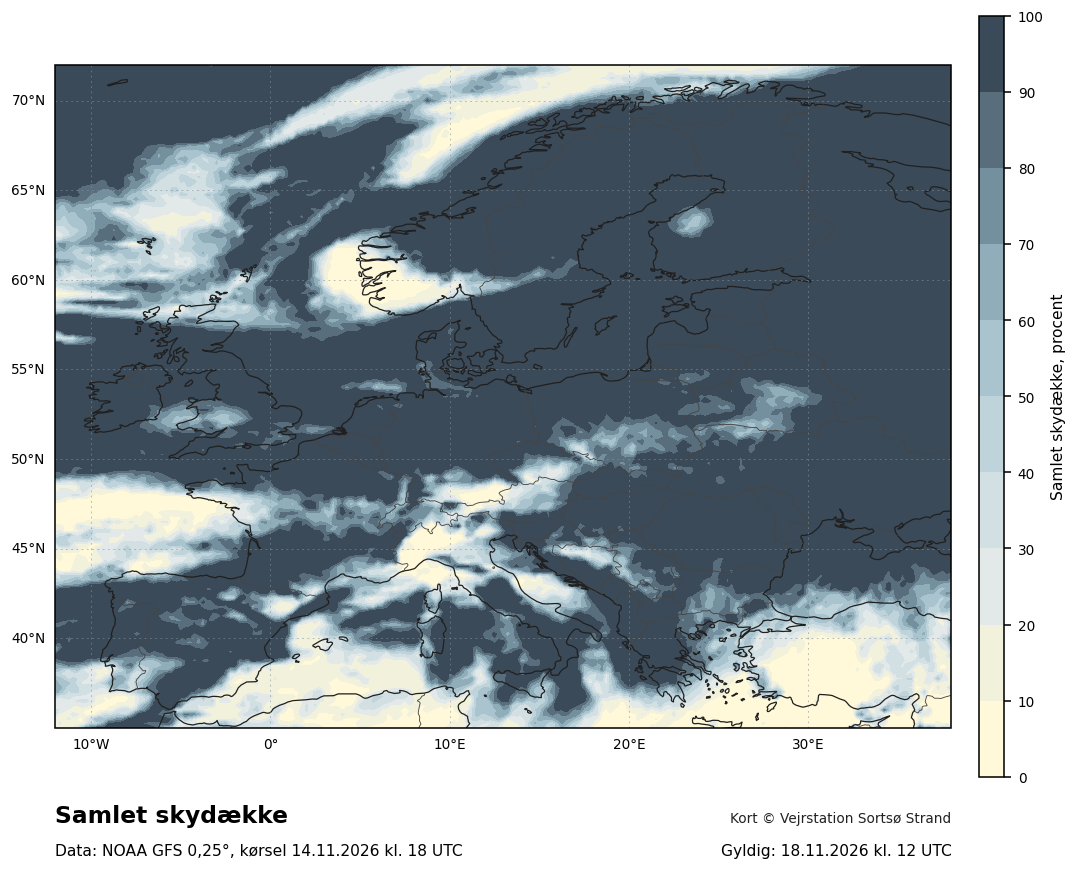 70°N
65°N
60°N
55°N
50°N
45°N
40°N
10°W
0°
10°E
20°E
30°E
100
90
80
70
60
50
40
30
20
10
0
Samlet skydække, procent
Samlet skydække
Kort © Vejrstation Sortsø Strand
Data: NOAA GFS 0,25°, kørsel 14.11.2026 kl. 18 UTC
Gyldig: 18.11.2026 kl. 12 UTC